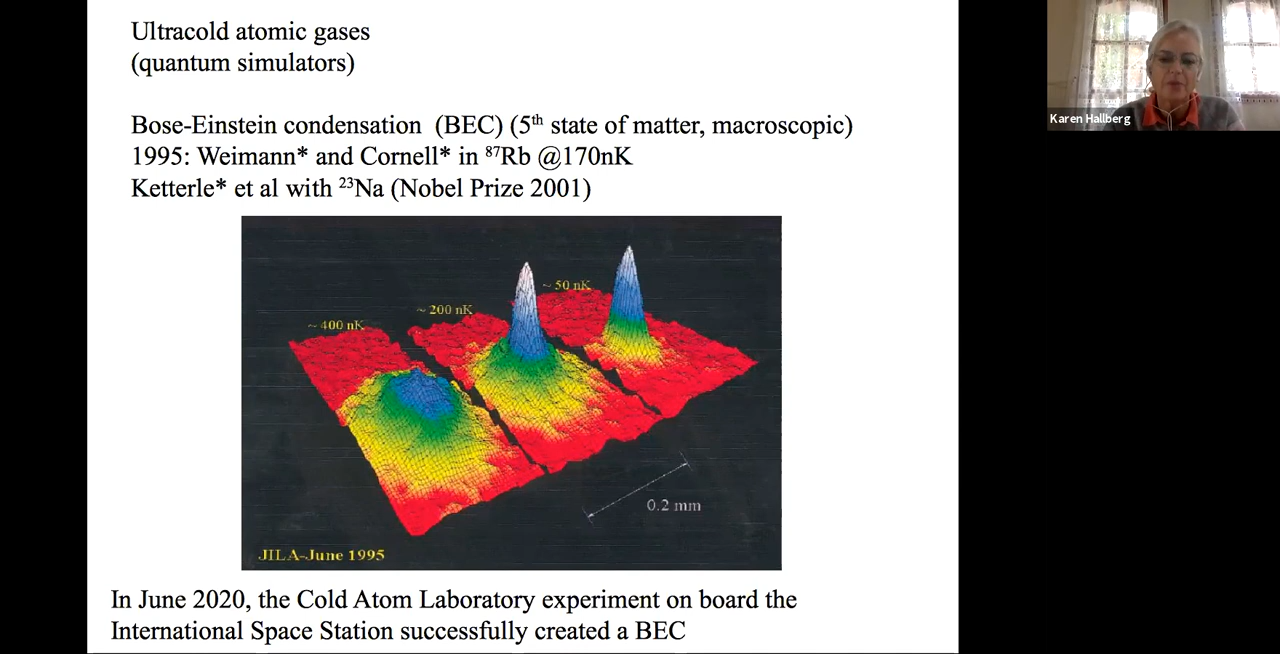 Ultracold atomic gases
(quantum simulators)
Bose-Einstein condensation (BEC) (5th state of matter, macroscopic)
1995: Weimann* and Cornell* in ⁸⁷Rb @170nK
Ketterle* et al with ²³Na (Nobel Prize 2001)
~ 400 nK
~ 200 nK
~ 50 nK
0.2 mm
JILA-June 1995
In June 2020, the Cold Atom Laboratory experiment on board the
International Space Station successfully created a BEC
Karen Hallberg